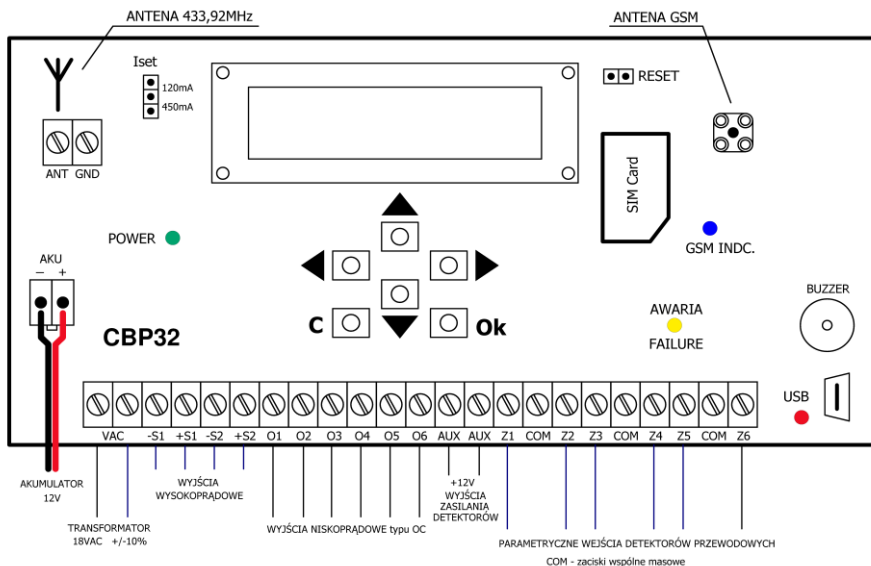 ANTENA 433,92MHz
ANTENA GSM
Iset
120mA
450mA
RESET
ANT GND
SIM Card
POWER
GSM INDC.
AKU
− +
BUZZER
AWARIA
FAILURE
C
Ok
CBP32
USB
VAC -S1 +S1 -S2 +S2 O1 O2 O3 O4 O5 O6 AUX AUX Z1 COM Z2 Z3 COM Z4 Z5 COM Z6
AKUMULATOR
12V
WYJŚCIA
WYSOKOPRĄDOWE
+12V
WYJŚCIA
ZASILANIA
DETEKTORÓW
TRANSFORMATOR
18VAC +/-10%
WYJŚCIA NISKOPRĄDOWE typu OC
PARAMETRYCZNE WEJŚCIA DETEKTORÓW PRZEWODOWYCH
COM - zaciski wspólne masowe